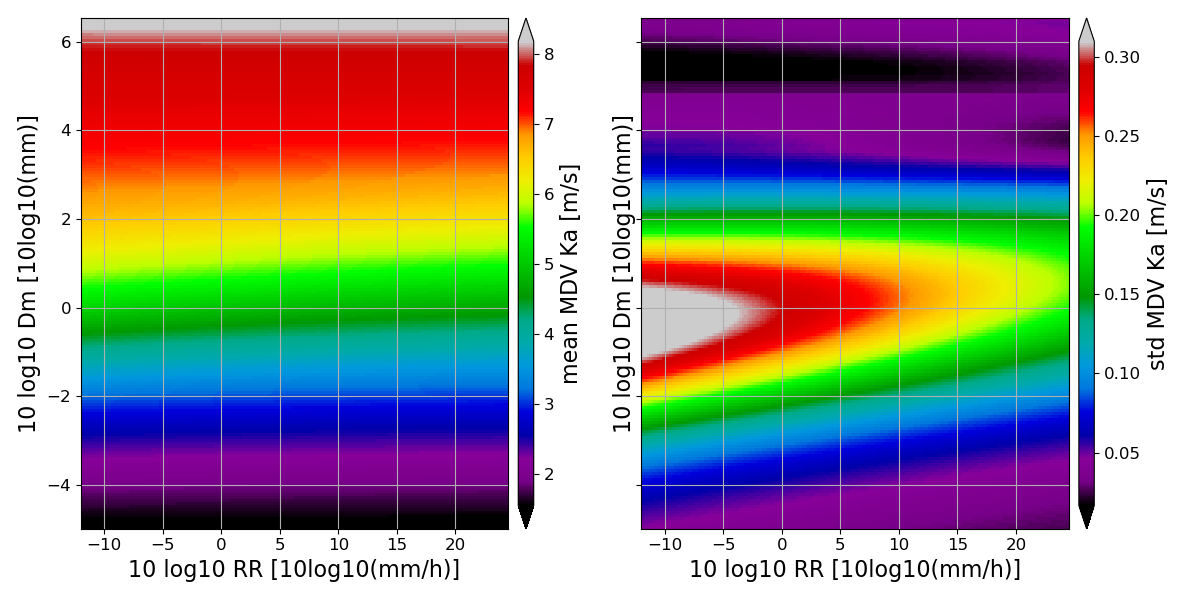 10 log10 Dm [10log10(mm)]
6
4
2
0
−2
−4
−10 −5 0 5 10 15 20
10 log10 RR [10log10(mm/h)]
8
7
6
5
4
3
2
mean MDV Ka [m/s]
10 log10 Dm [10log10(mm)]
−10 −5 0 5 10 15 20
10 log10 RR [10log10(mm/h)]
0.30
0.25
0.20
0.15
0.10
0.05
std MDV Ka [m/s]